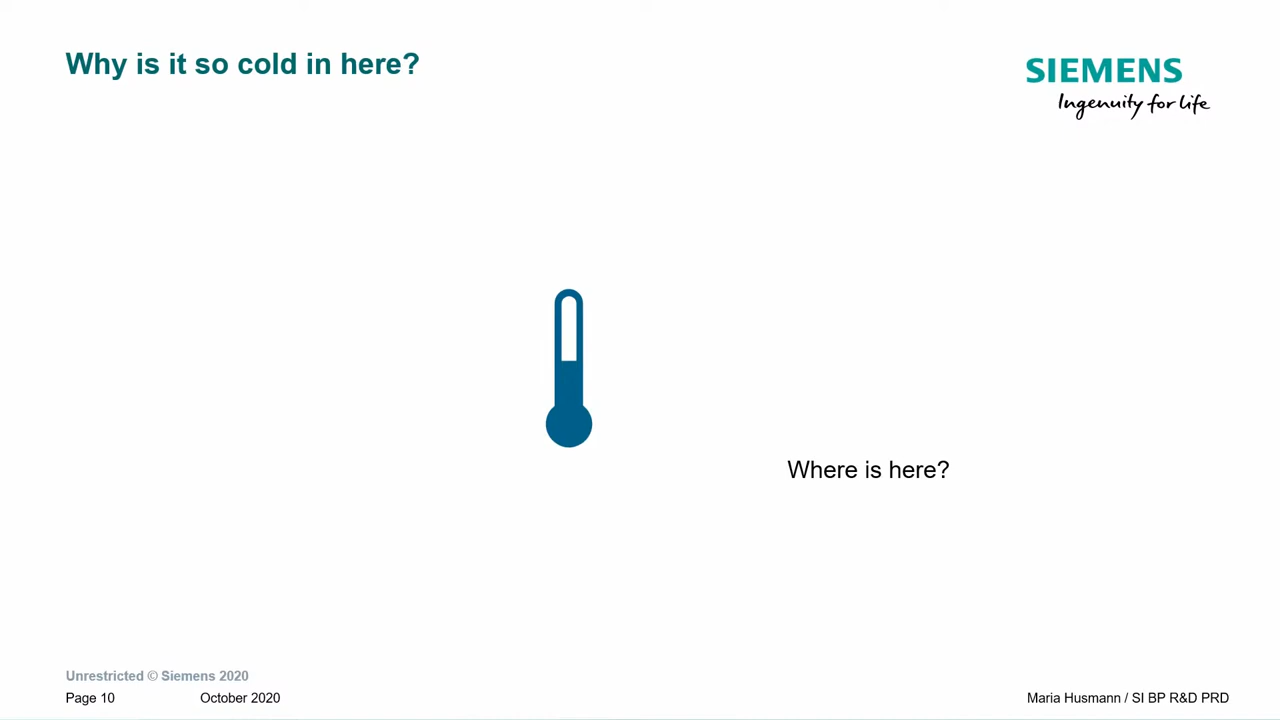 Why is it so cold in here?
SIEMENS
Ingenuity for life
Where is here?
Unrestricted © Siemens 2020
Page 10 October 2020 Maria Husmann / SI BP R&D PRD